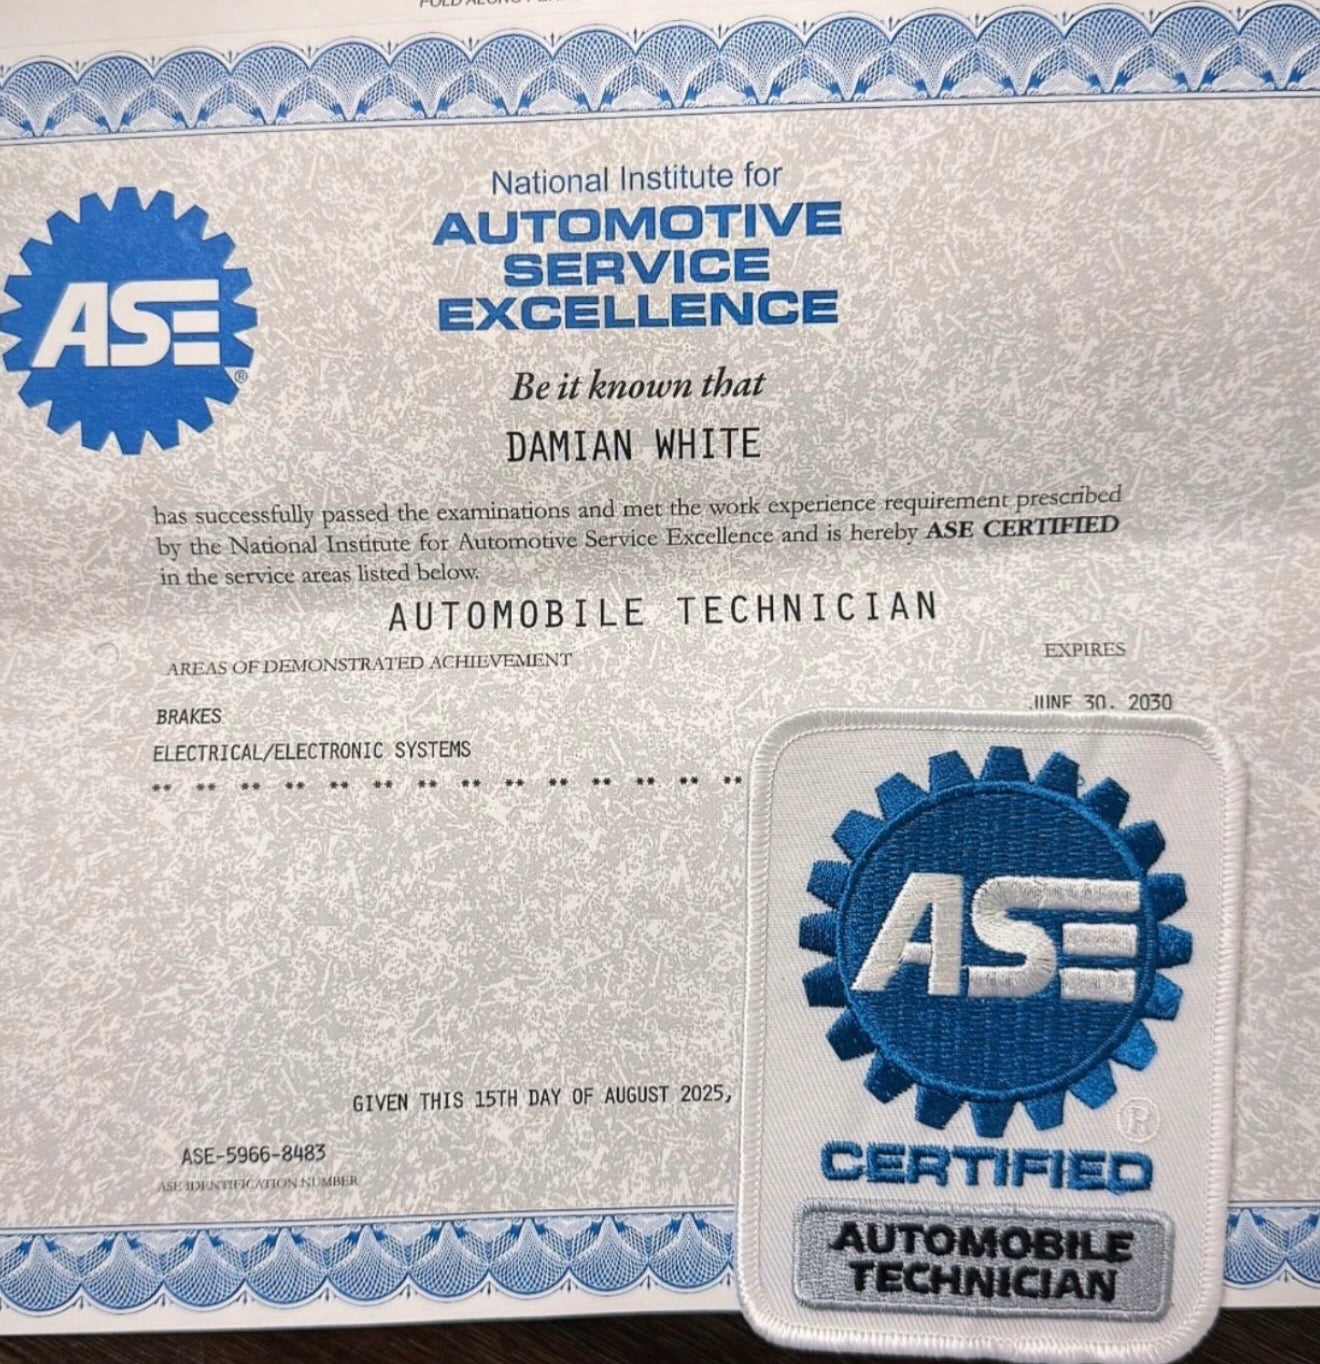 FOLD ALONG
National Institute for
AUTOMOTIVE
SERVICE
EXCELLENCE
ASE
®
Be it known that
DAMIAN WHITE
has successfully passed the examinations and met the work experience requirement prescribed
by the National Institute for Automotive Service Excellence and is hereby ASE CERTIFIED
in the service areas listed below.
AUTOMOBILE TECHNICIAN
AREAS OF DEMONSTRATED ACHIEVEMENT EXPIRES
BRAKES JUNE 30, 2030
ELECTRICAL/ELECTRONIC SYSTEMS
** ** ** ** ** ** ** ** ** ** ** ** ** **
GIVEN THIS 15TH DAY OF AUGUST 2025,
ASE-5966-8483
ASE IDENTIFICATION NUMBER
ASE
®
CERTIFIED
AUTOMOBILE
TECHNICIAN